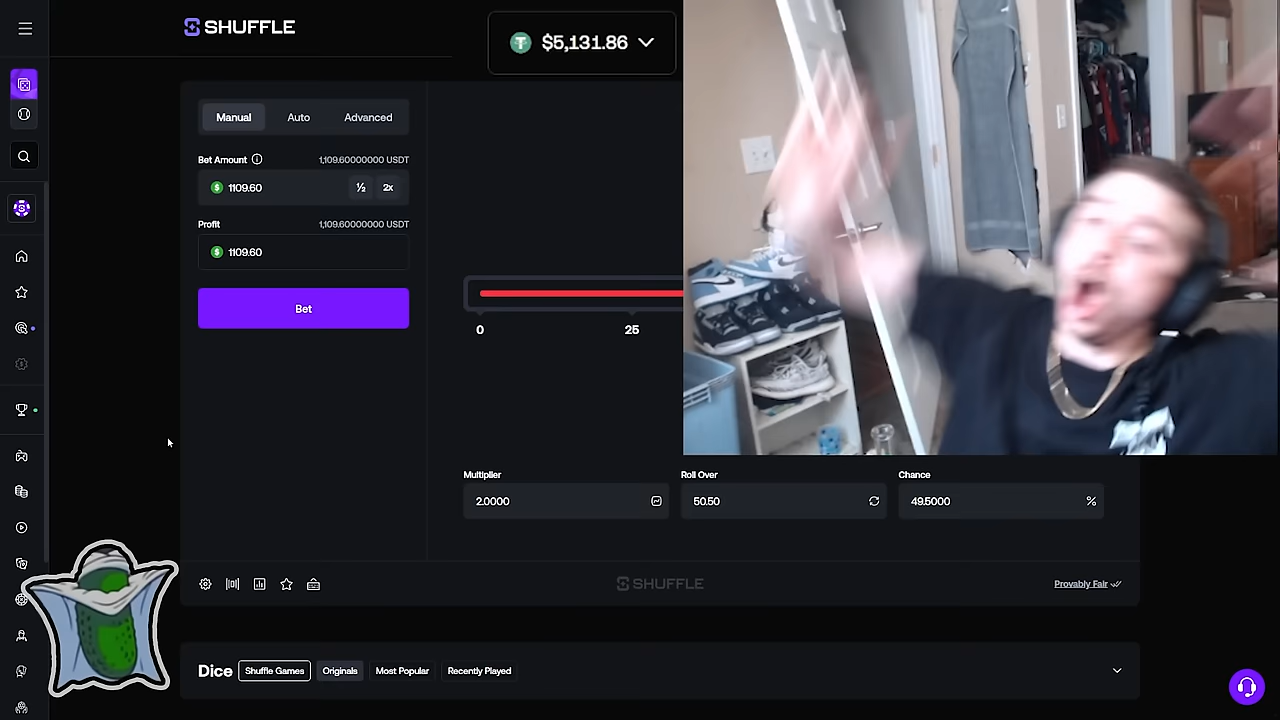 SHUFFLE
$5,131.86
Manual
Auto
Advanced
Bet Amount
1,109.60000000 USDT
1109.60
½
2x
Profit
1,109.60000000 USDT
1109.60
Bet
0
25
Multiplier
Roll Over
Chance
2.0000
50.50
49.5000
%
SHUFFLE
Provably Fair
Dice
Shuffle Games
Originals
Most Popular
Recently Played